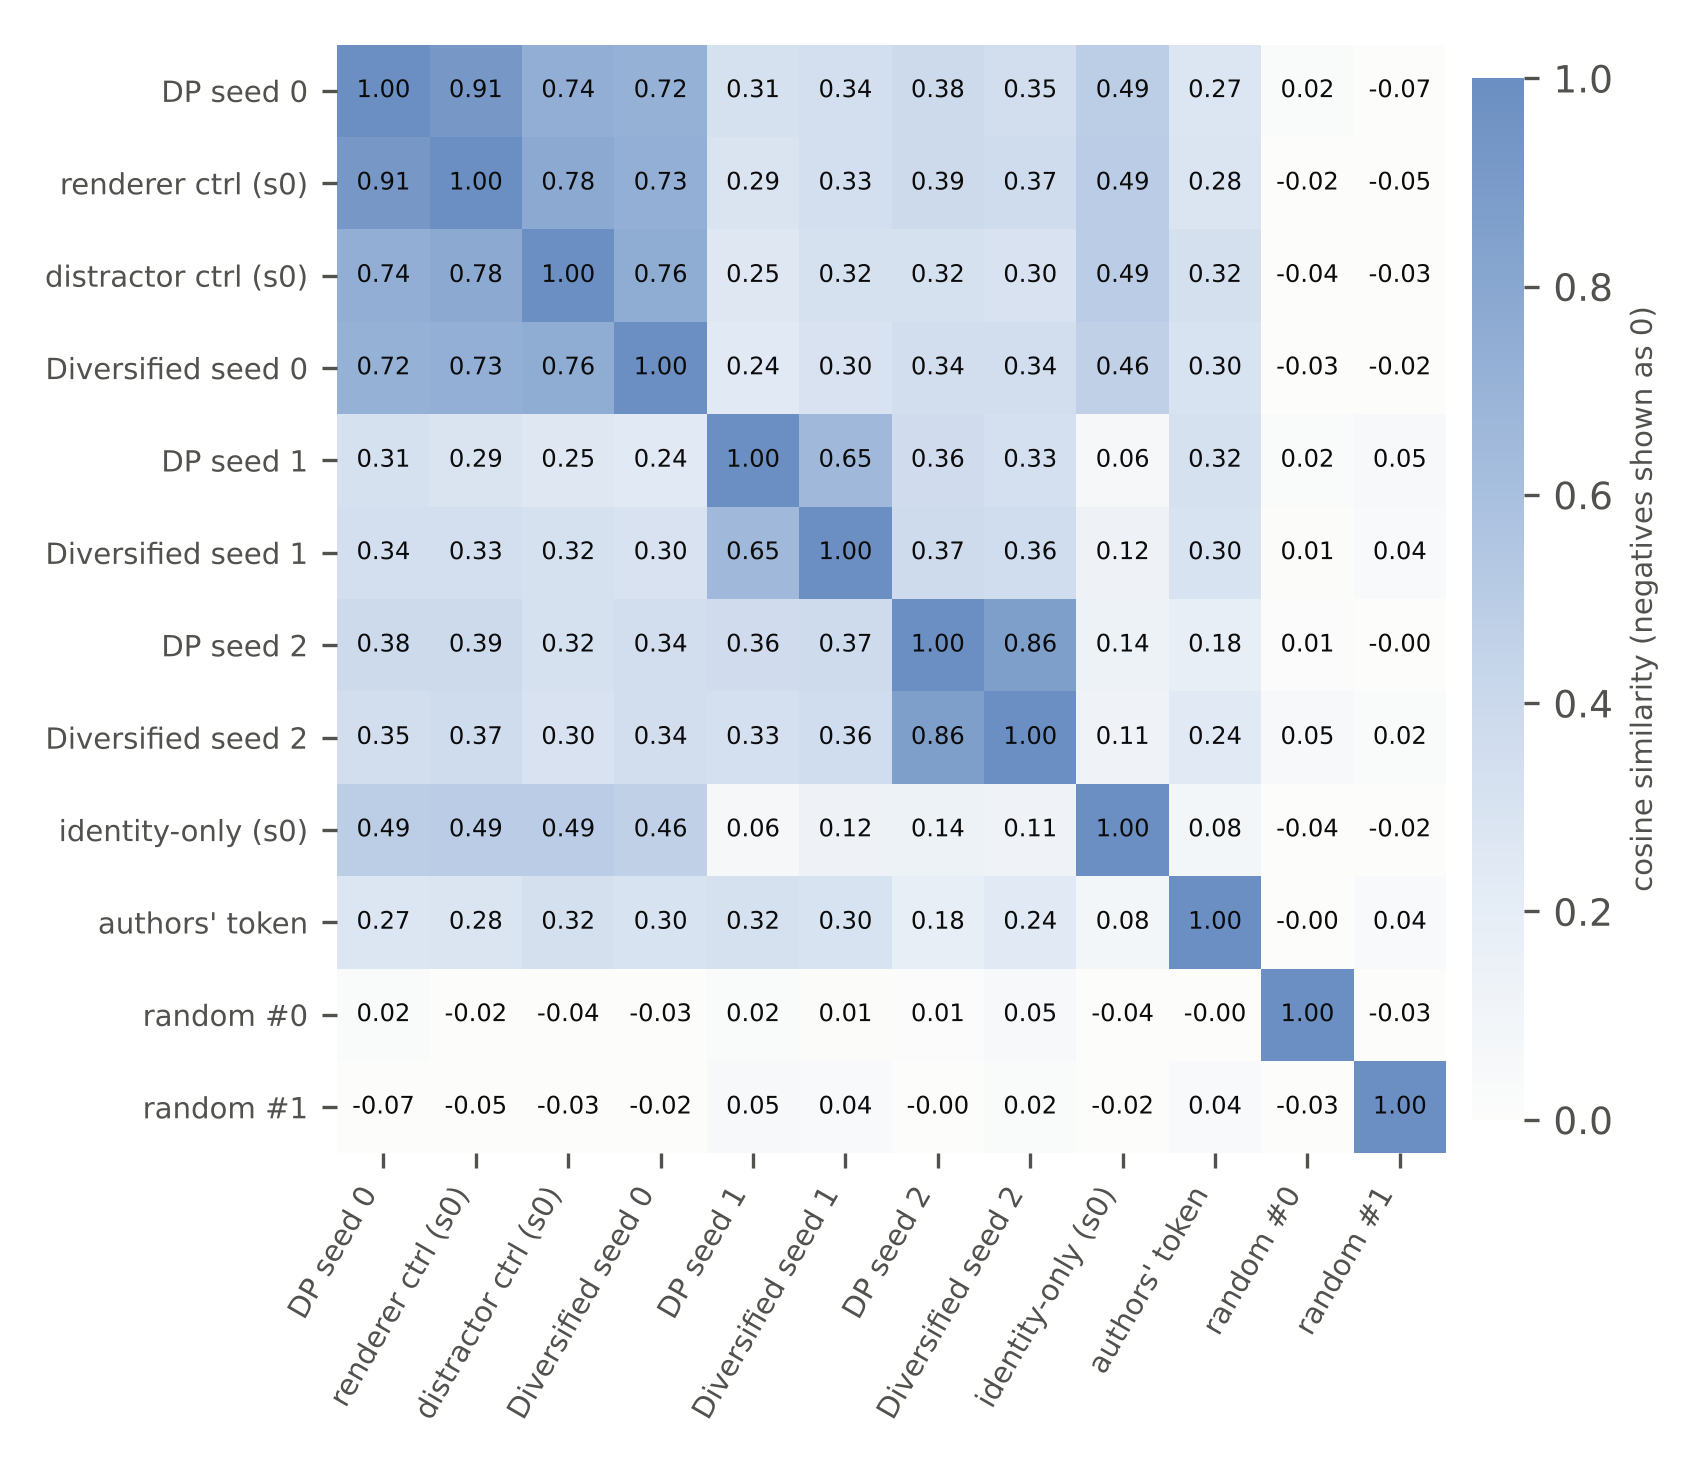 DP seed 0 1.00 0.91 0.74 0.72 0.31 0.34 0.38 0.35 0.49 0.27 0.02 -0.07
renderer ctrl (s0) 0.91 1.00 0.78 0.73 0.29 0.33 0.39 0.37 0.49 0.28 -0.02 -0.05
distractor ctrl (s0) 0.74 0.78 1.00 0.76 0.25 0.32 0.32 0.30 0.49 0.32 -0.04 -0.03
Diversified seed 0 0.72 0.73 0.76 1.00 0.24 0.30 0.34 0.34 0.46 0.30 -0.03 -0.02
DP seed 1 0.31 0.29 0.25 0.24 1.00 0.65 0.36 0.33 0.06 0.32 0.02 0.05
Diversified seed 1 0.34 0.33 0.32 0.30 0.65 1.00 0.37 0.36 0.12 0.30 0.01 0.04
DP seed 2 0.38 0.39 0.32 0.34 0.36 0.37 1.00 0.86 0.14 0.18 0.01 -0.00
Diversified seed 2 0.35 0.37 0.30 0.34 0.33 0.36 0.86 1.00 0.11 0.24 0.05 0.02
identity-only (s0) 0.49 0.49 0.49 0.46 0.06 0.12 0.14 0.11 1.00 0.08 -0.04 -0.02
authors' token 0.27 0.28 0.32 0.30 0.32 0.30 0.18 0.24 0.08 1.00 -0.00 0.04
random #0 0.02 -0.02 -0.04 -0.03 0.02 0.01 0.01 0.05 -0.04 -0.00 1.00 -0.03
random #1 -0.07 -0.05 -0.03 -0.02 0.05 0.04 -0.00 0.02 -0.02 0.04 -0.03 1.00
DP seed 0
renderer ctrl (s0)
distractor ctrl (s0)
Diversified seed 0
DP seed 1
Diversified seed 1
DP seed 2
Diversified seed 2
identity-only (s0)
authors' token
random #0
random #1
1.0
0.8
0.6
0.4
0.2
0.0
cosine similarity (negatives shown as 0)